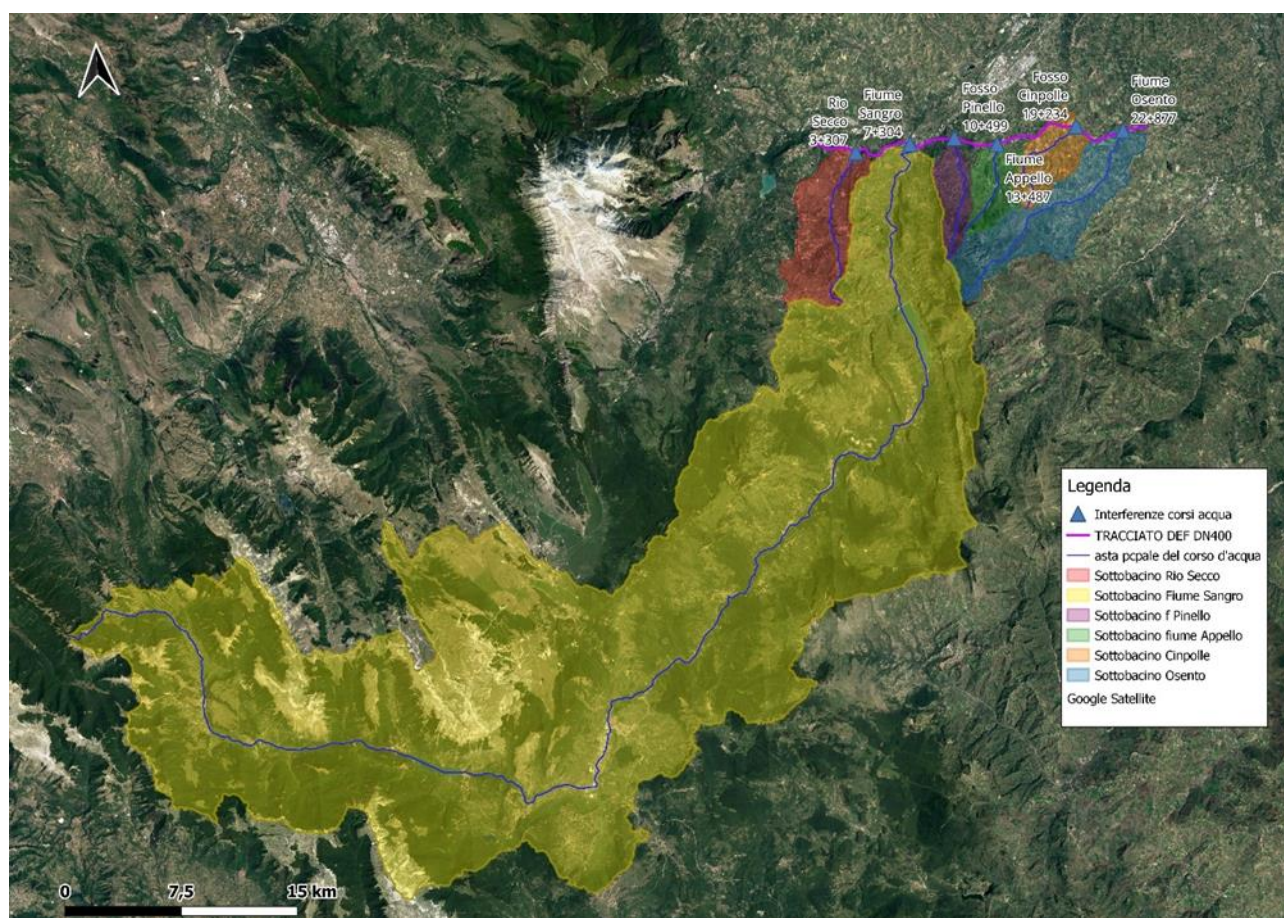 Rio
Secco
3+307
Fiume
Sangro
7+304
Fosso
Pinello
10+499
Fosso
Cinpolle
19+234
Fiume
Osento
22+877
Fiume
Appello
13+487
Legenda
Interferenze corsi acqua
TRACCIATO DEF DN400
asta pcpale del corso d'acqua
Sottobacino Rio Secco
Sottobacino Fiume Sangro
Sottobacino f Pinello
Sottobacino fiume Appello
Sottobacino Cinpolle
Sottobacino Osento
Google Satellite
0 7,5 15 km